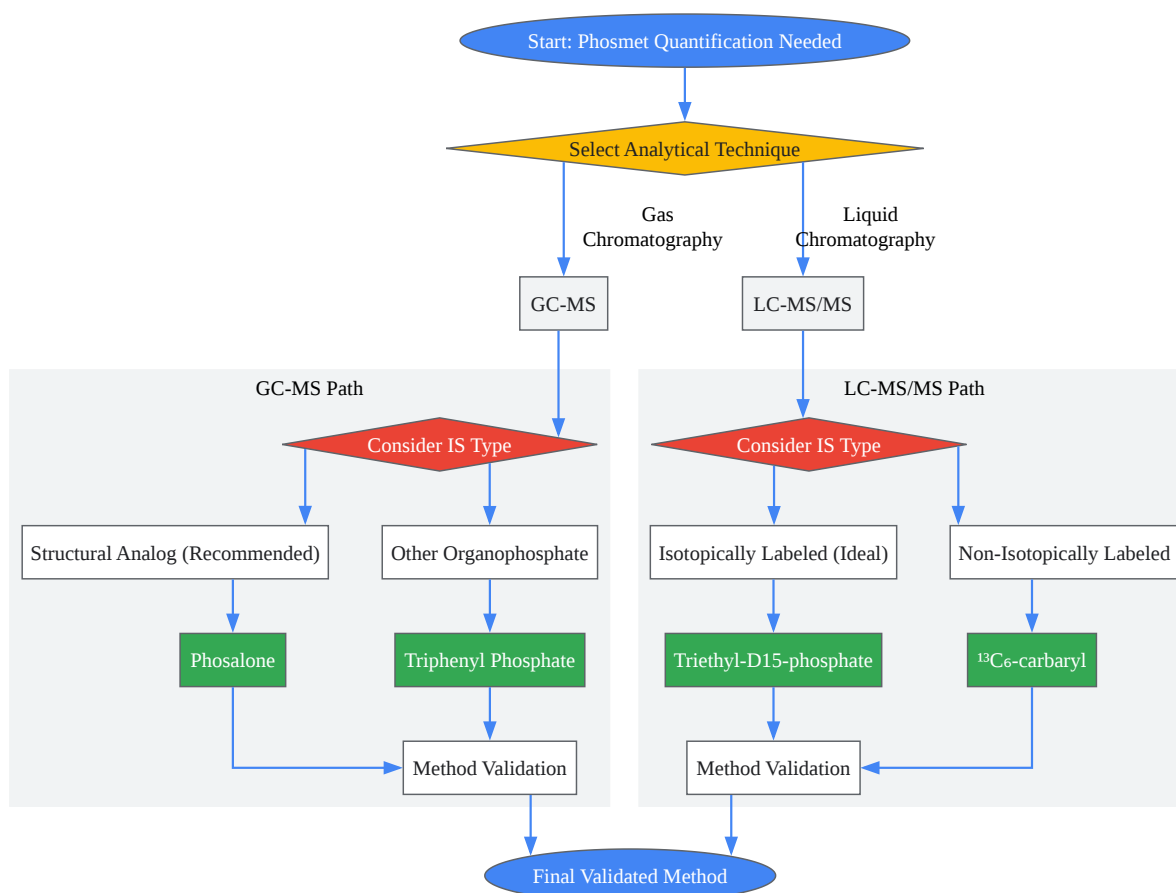 Start: Phosmet Quantification Needed
Select Analytical Technique
Gas
Chromatography
Liquid
Chromatography
GC-MS
LC-MS/MS
GC-MS Path
LC-MS/MS Path
Consider IS Type
Consider IS Type
Structural Analog (Recommended)
Other Organophosphate
Isotopically Labeled (Ideal)
Non-Isotopically Labeled
Phosalone
Triphenyl Phosphate
Triethyl-D15-phosphate
¹³C₆-carbaryl
Method Validation
Method Validation
Final Validated Method